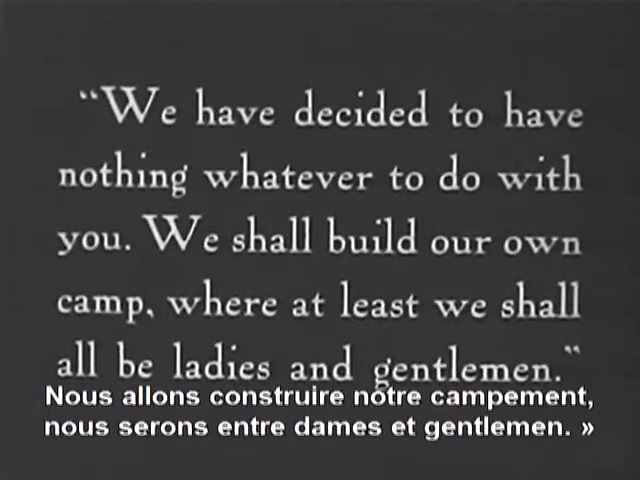 “We have decided to have
nothing whatever to do with
you. We shall build our own
camp, where at least we shall
all be ladies and gentlemen.”
Nous allons construire notre campement,
nous serons entre dames et gentlemen. »